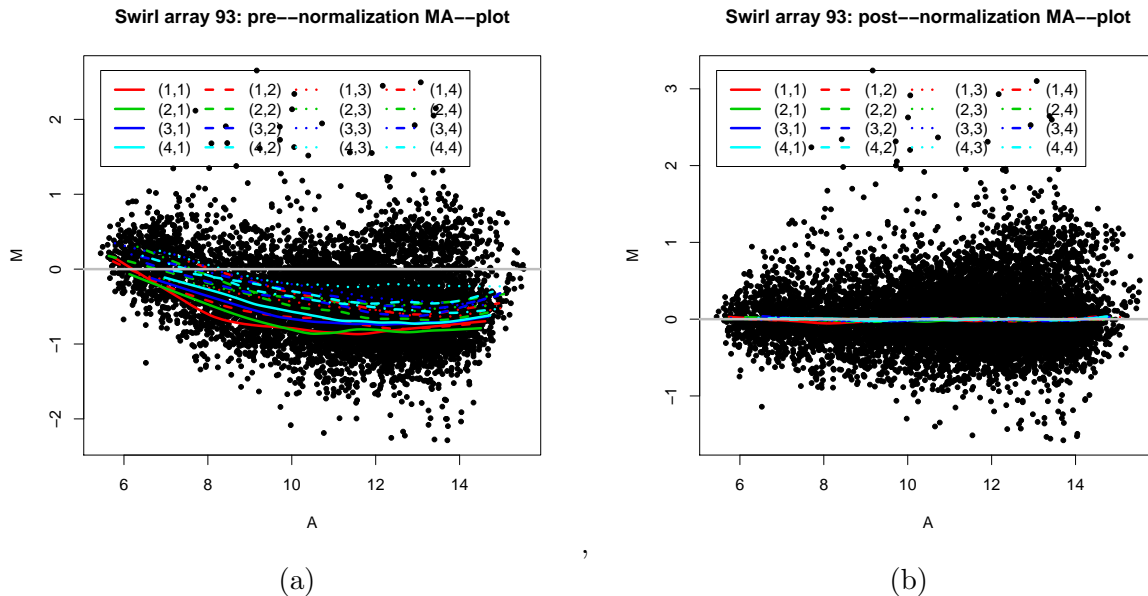 Swirl array 93: pre−−normalization MA−−plot
(1,1) (1,2) (1,3) (1,4)
(2,1) (2,2) (2,3) (2,4)
(3,1) (3,2) (3,3) (3,4)
(4,1) (4,2) (4,3) (4,4)
M
2
1
0
−1
−2
6 8 10 12 14
A
(a)
,
Swirl array 93: post−−normalization MA−−plot
(1,1) (1,2) (1,3) (1,4)
(2,1) (2,2) (2,3) (2,4)
(3,1) (3,2) (3,3) (3,4)
(4,1) (4,2) (4,3) (4,4)
M
3
2
1
0
−1
6 8 10 12 14
A
(b)